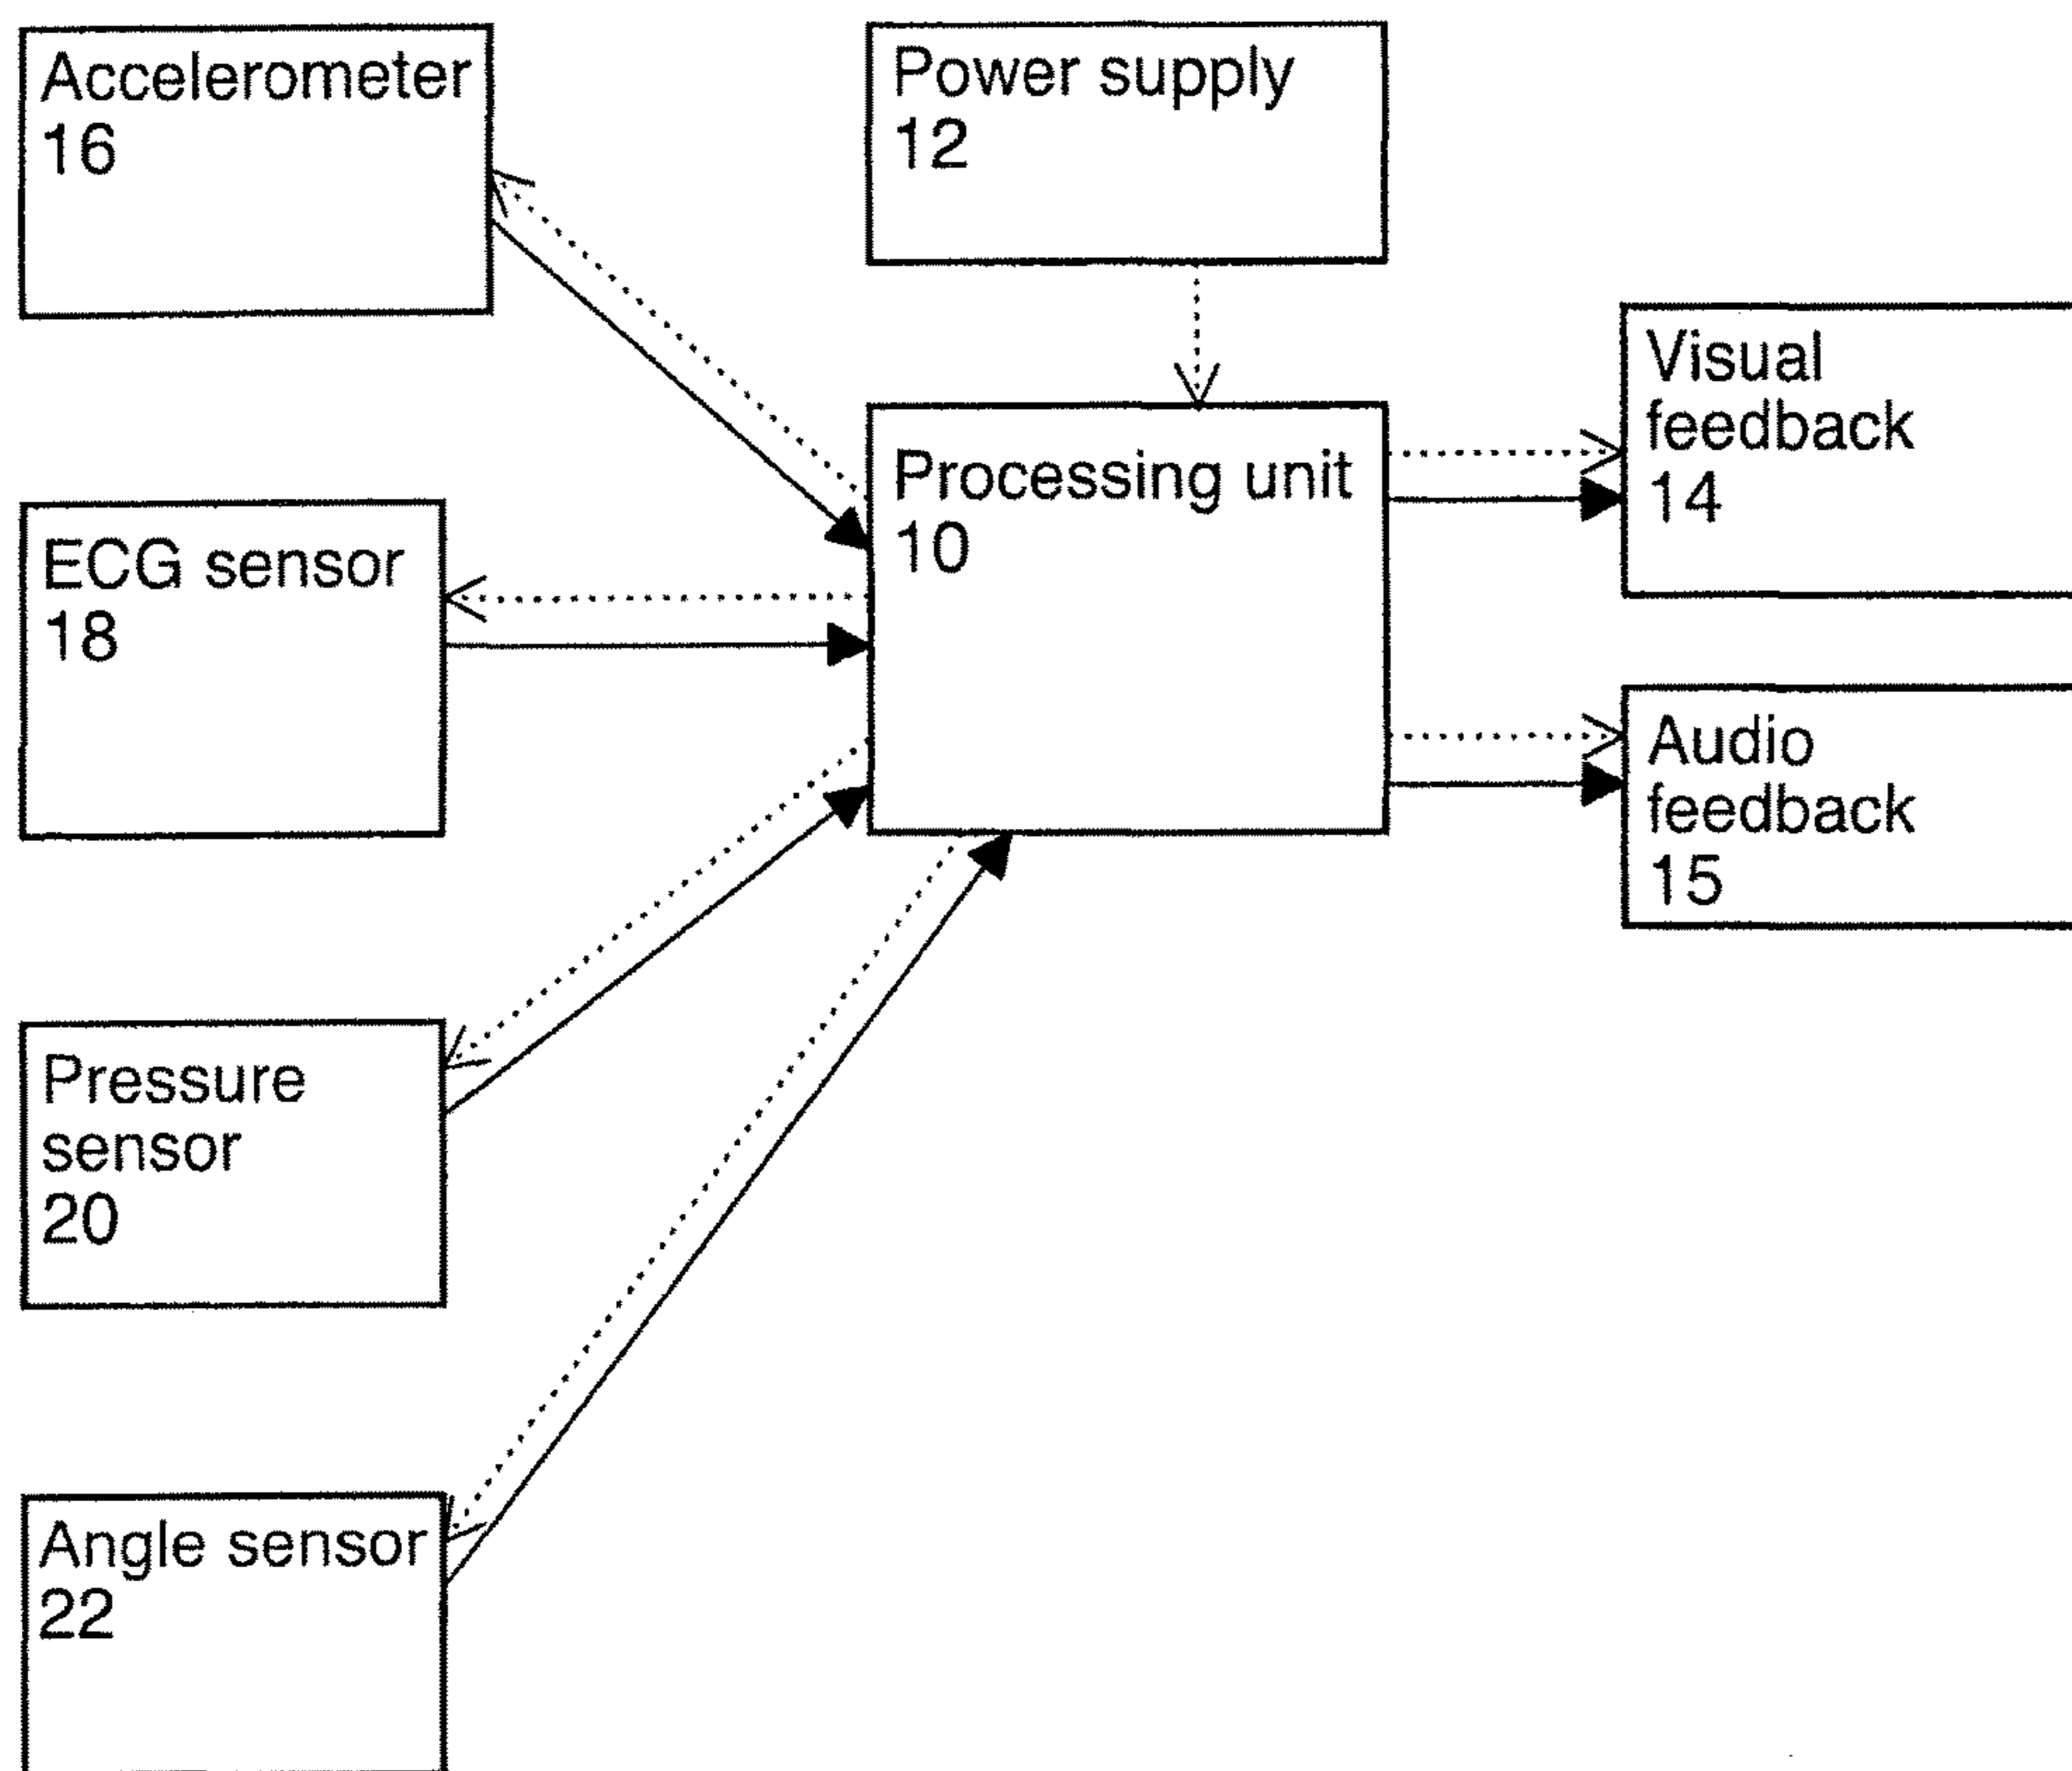 Accelerometer
16
Power supply
12
Visual
feedback
14
Processing unit
10
ECG sensor
18
Audio
feedback
15
Pressure
sensor
20
Angle sensor
22